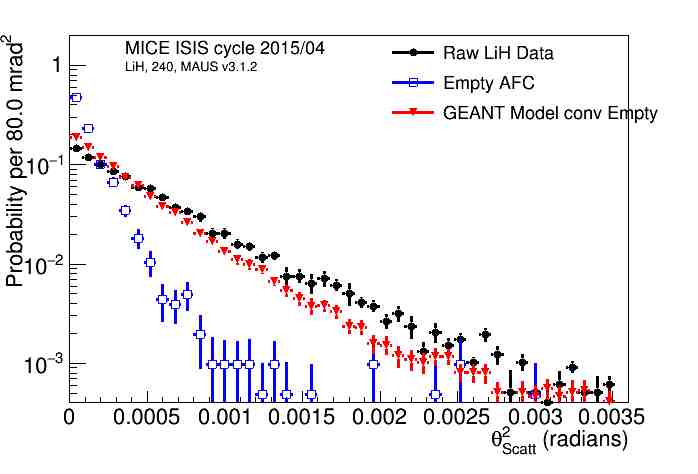 MICE ISIS cycle 2015/04
LiH, 240, MAUS v3.1.2
Raw LiH Data
Empty AFC
GEANT Model conv Empty
Probability per 80.0 mrad²
1
10⁻¹
10⁻²
10⁻³
0 0.0005 0.001 0.0015 0.002 0.0025 0.003 0.0035
θ²Scatt (radians)